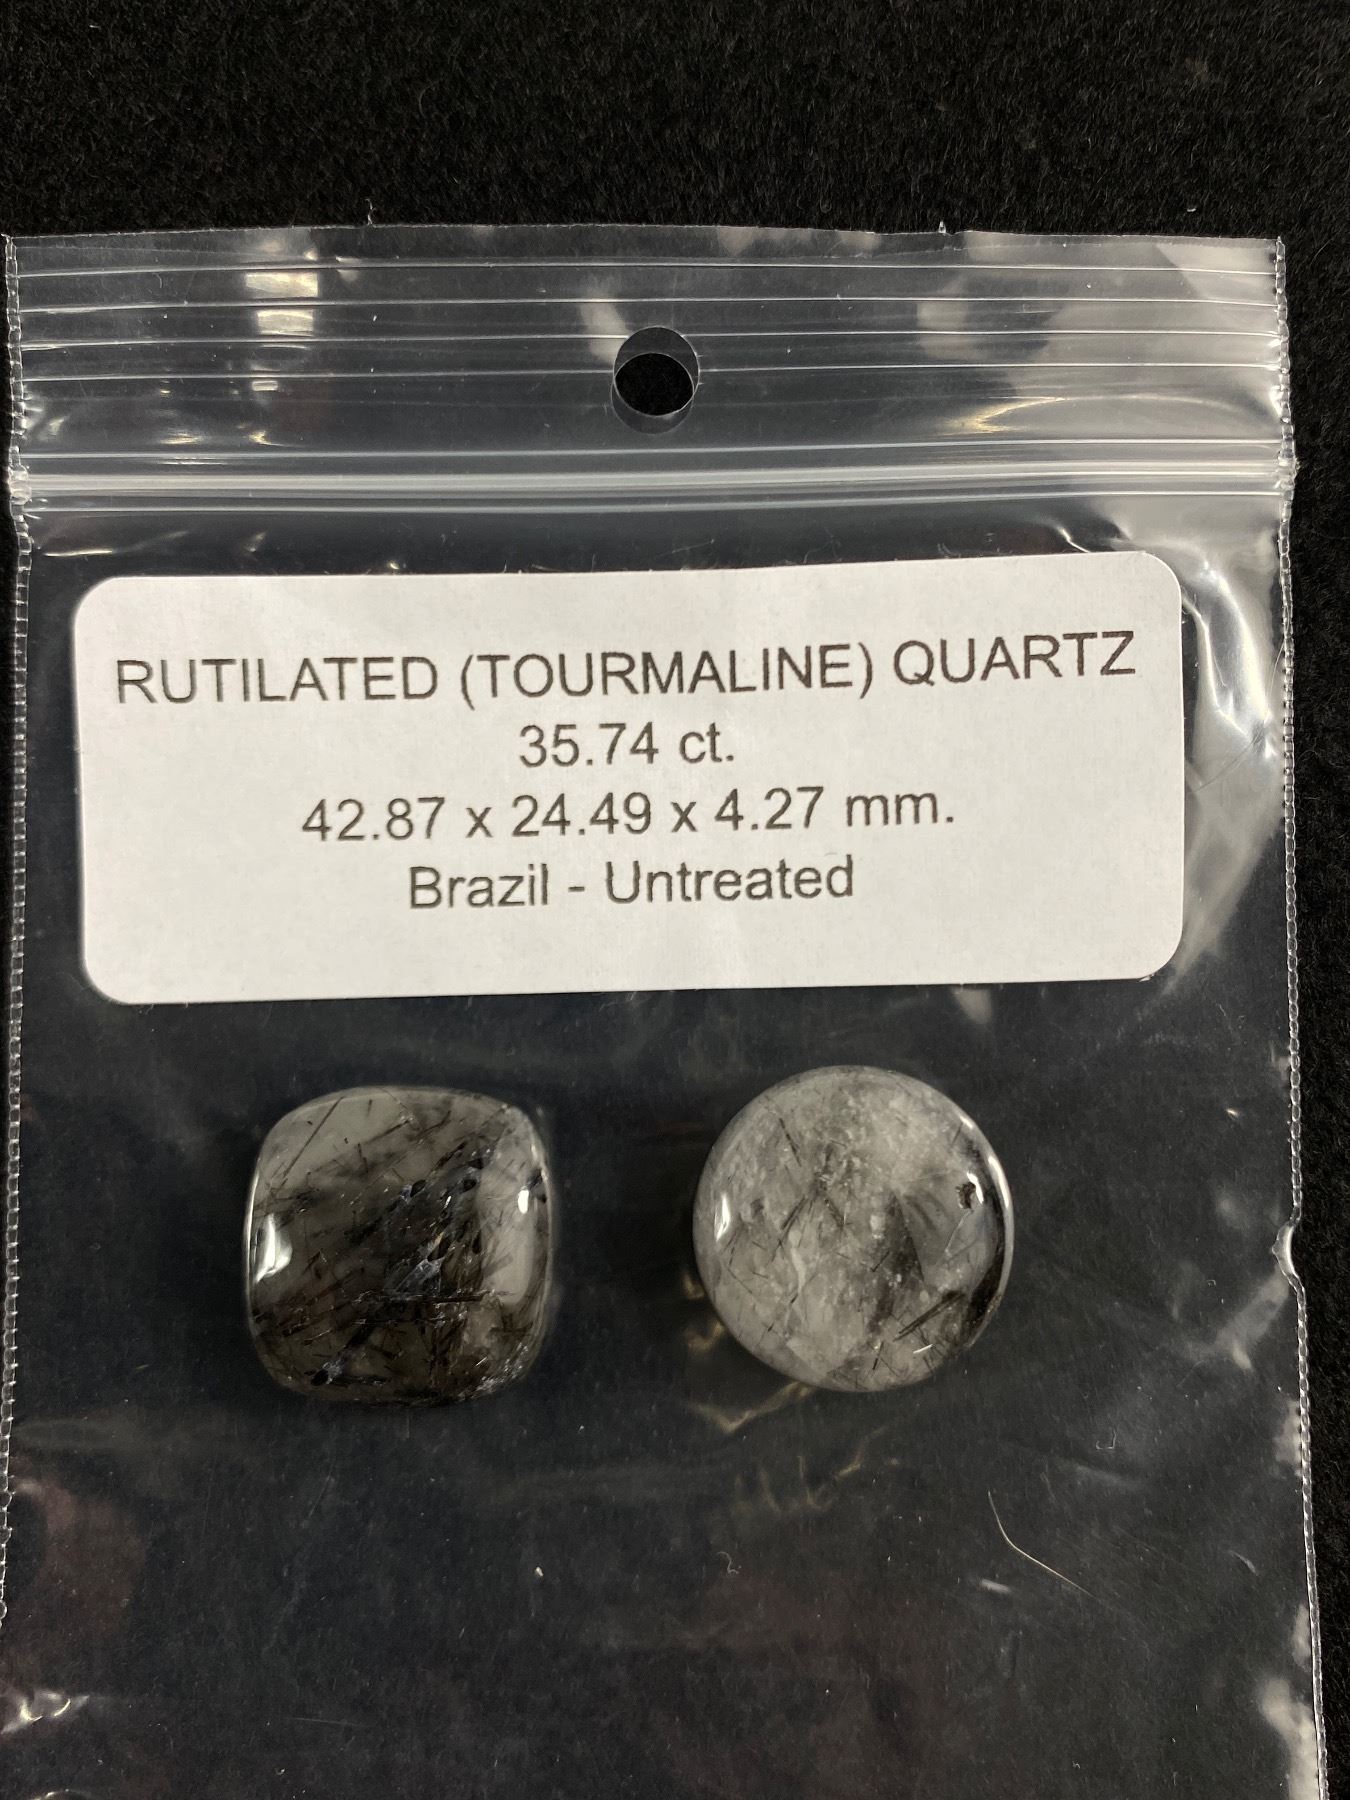 RUTILATED (TOURMALINE) QUARTZ
35.74 ct.
42.87 x 24.49 x 4.27 mm.
Brazil - Untreated